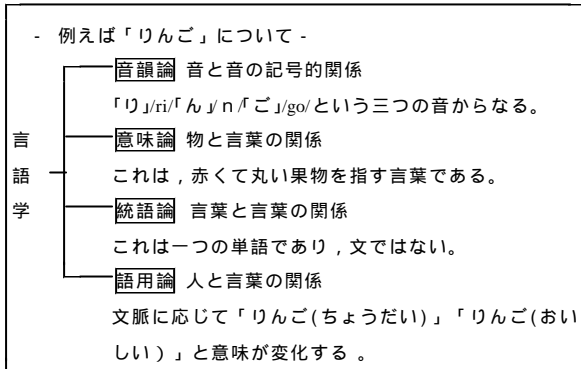 - 例えば「りんご」について -
音韻論 音と音の記号的関係
「り」/ri/「ん」/ n /「ご」/go/という三つの音からなる。
意味論 物と言葉の関係
これは，赤くて丸い果物を指す言葉である。
言語学
統語論 言葉と言葉の関係
これは一つの単語であり，文ではない。
語用論 人と言葉の関係
文脈に応じて「りんご(ちょうだい)」「りんご(おい
しい）」と意味が変化する 。